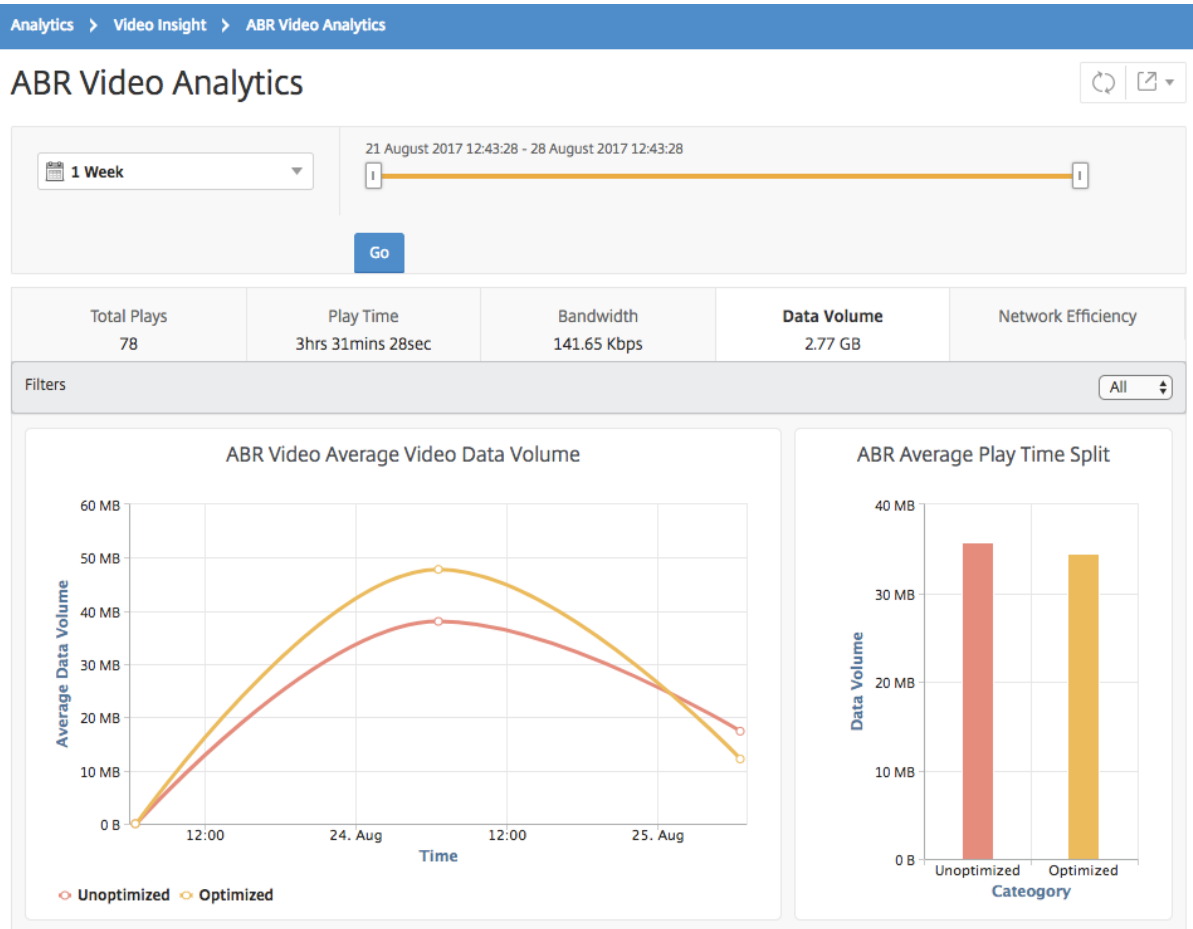 Analytics > Video Insight > ABR Video Analytics
ABR Video Analytics
21 August 2017 12:43:28 - 28 August 2017 12:43:28
1 Week
Go
Total Plays Play Time Bandwidth Data Volume Network Efficiency
78 3hrs 31mins 28sec 141.65 Kbps 2.77 GB
Filters All
ABR Video Average Video Data Volume
60 MB
50 MB
40 MB
30 MB
20 MB
10 MB
0 B
Average Data Volume
12:00 24. Aug 12:00 25. Aug
Time
Unoptimized Optimized
ABR Average Play Time Split
40 MB
30 MB
20 MB
10 MB
0 B
Data Volume
Unoptimized Optimized
Cateogory